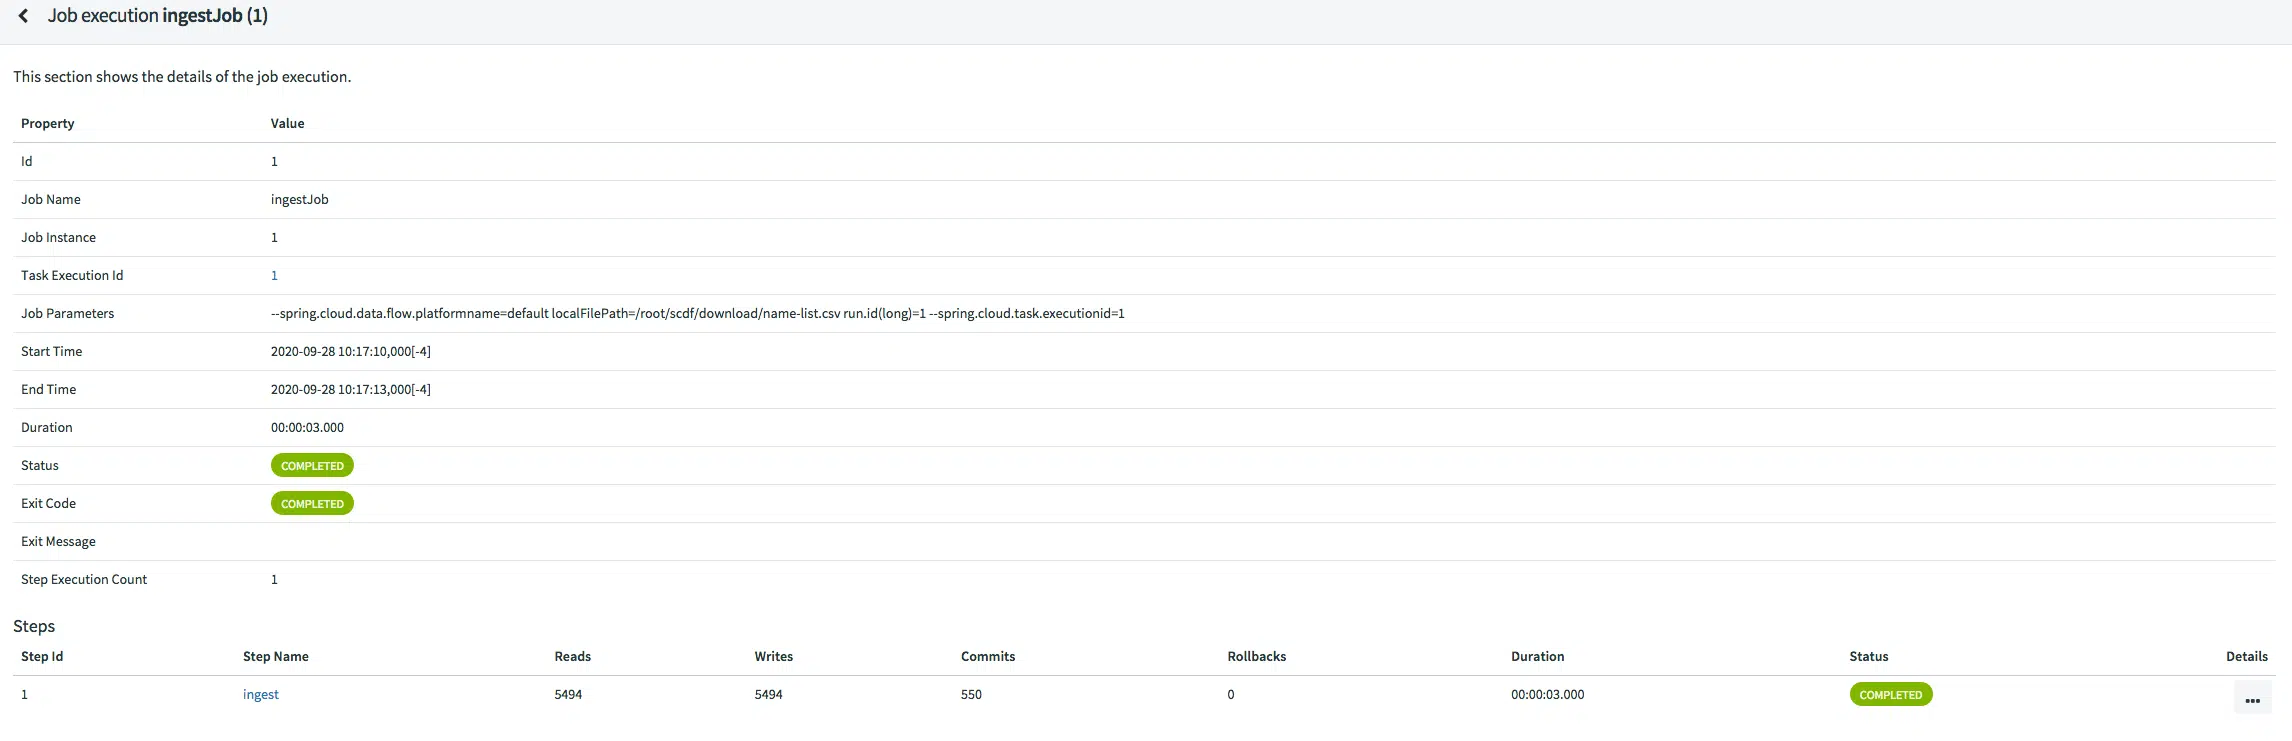 Job execution ingestJob (1)
This section shows the details of the job execution.
Property Value
Id 1
Job Name ingestJob
Job Instance 1
Task Execution Id 1
Job Parameters --spring.cloud.data.flow.platformname=default localFilePath=/root/scdf/download/name-list.csv run.id(long)=1 --spring.cloud.task.executionid=1
Start Time 2020-09-28 10:17:10,000[-4]
End Time 2020-09-28 10:17:13,000[-4]
Duration 00:00:03.000
Status COMPLETED
Exit Code COMPLETED
Exit Message
Step Execution Count 1
Steps
Step Id Step Name Reads Writes Commits Rollbacks Duration Status Details
1 ingest 5494 5494 550 0 00:00:03.000 COMPLETED